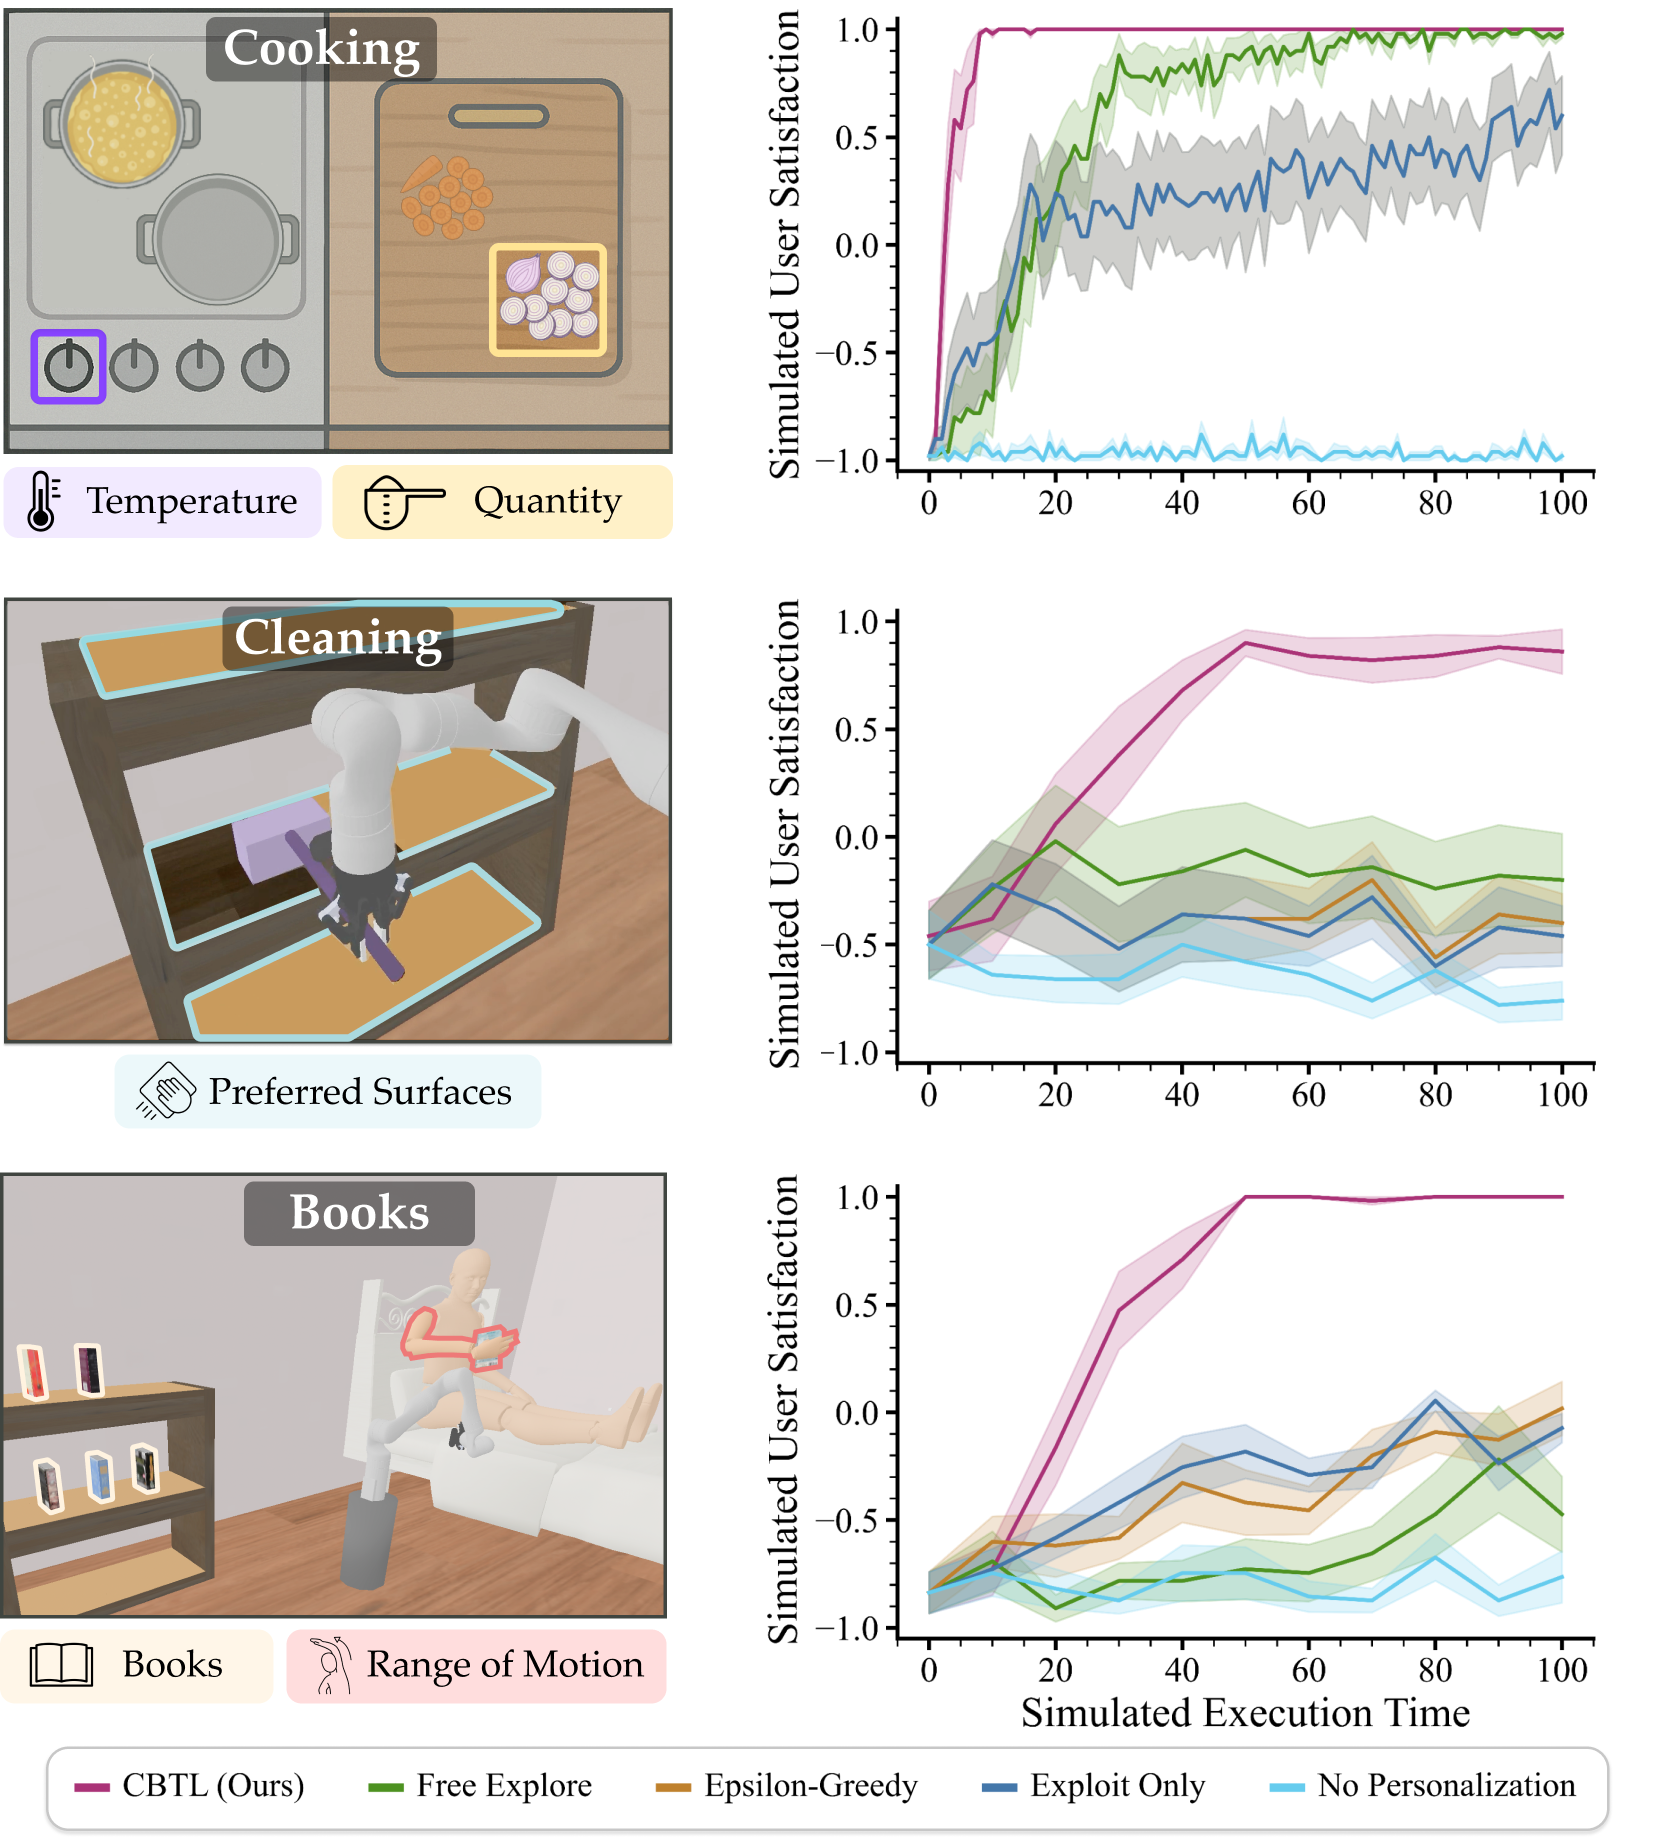 Cooking
Temperature
Quantity
Simulated User Satisfaction
1.0
0.5
0.0
−0.5
−1.0
0 20 40 60 80 100
Cleaning
Preferred Surfaces
Simulated User Satisfaction
1.0
0.5
0.0
−0.5
−1.0
0 20 40 60 80 100
Books
Books
Range of Motion
Simulated User Satisfaction
1.0
0.5
0.0
−0.5
−1.0
0 20 40 60 80 100
Simulated Execution Time
CBTL (Ours) Free Explore Epsilon-Greedy Exploit Only No Personalization